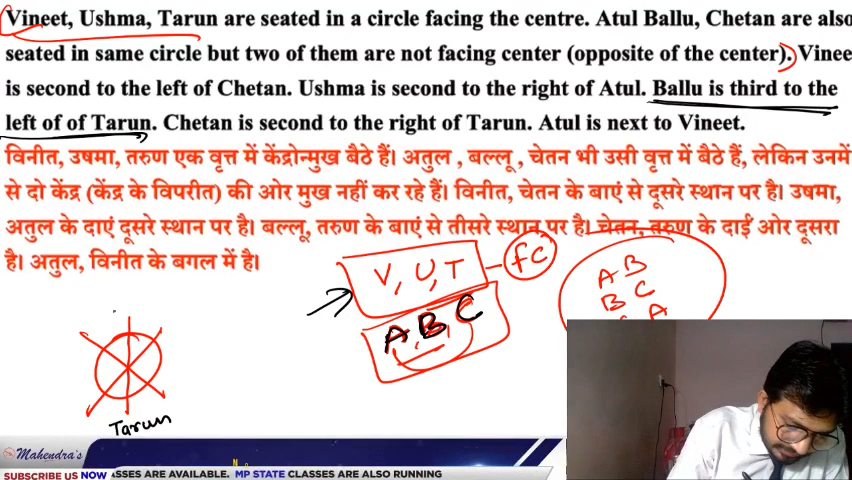 Vineet, Ushma, Tarun are seated in a circle facing the centre. Atul Ballu, Chetan are also
seated in same circle but two of them are not facing center (opposite of the center). Vinee
is second to the left of Chetan. Ushma is second to the right of Atul. Ballu is third to the
left of of Tarun. Chetan is second to the right of Tarun. Atul is next to Vineet.
विनीत, उषमा, तरुण एक वृत्त में केंद्रोन्मुख बैठे हैं। अतुल , बल्लू , चेतन भी उसी वृत्त में बैठे हैं, लेकिन उनमें
से दो केंद्र (केंद्र के विपरीत) की ओर मुख नहीं कर रहे हैं। विनीत, चेतन के बाएं से दूसरे स्थान पर है। उषमा,
अतुल के दाएं दूसरे स्थान पर है। बल्लू, तरुण के बाएं से तीसरे स्थान पर है। चेतन, तरुण के दाईं ओर दूसरा
है। अतुल, विनीत के बगल में है।
V, U, T
fC
A B C
A B
B C
A
Tarun
Mahendra's
SUBSCRIBE US NOW
ASSES ARE AVAILABLE. MP STATE CLASSES ARE ALSO RUNNING